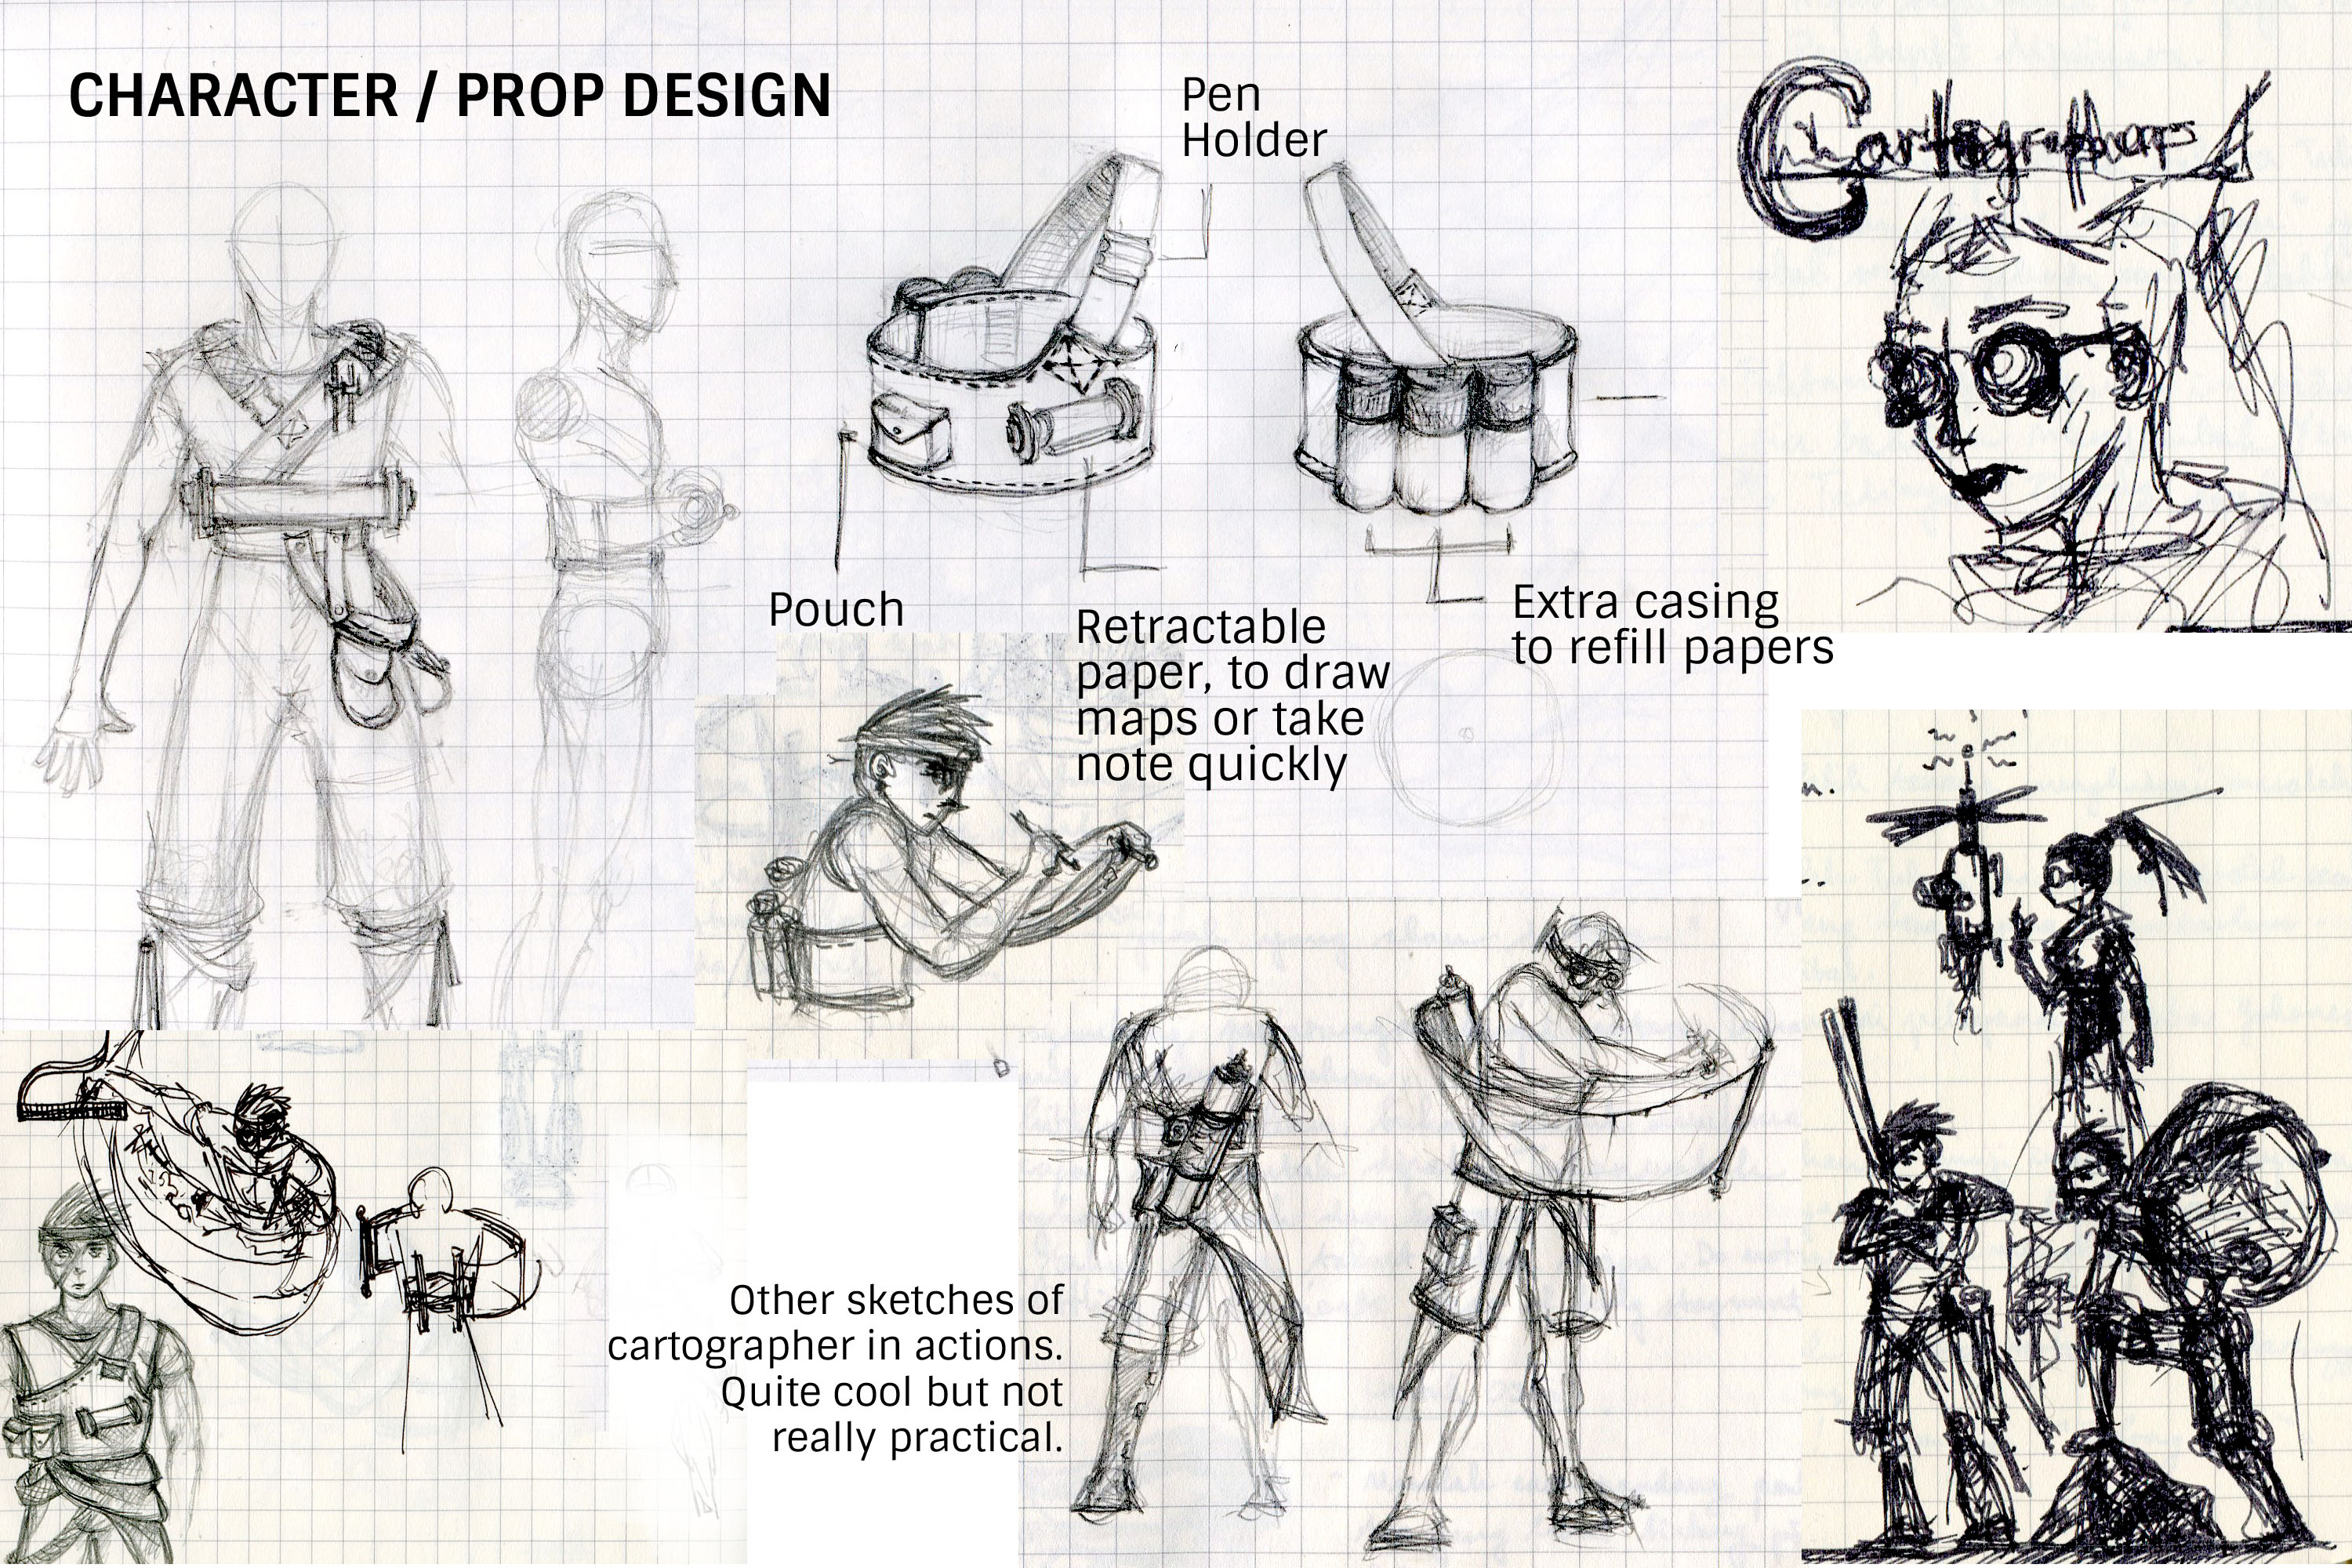 CHARACTER / PROP DESIGN
Pen
Holder
Cartographers
Pouch
Retractable
paper, to draw
maps or take
note quickly
Extra casing
to refill papers
Other sketches of
cartographer in actions.
Quite cool but not
really practical.